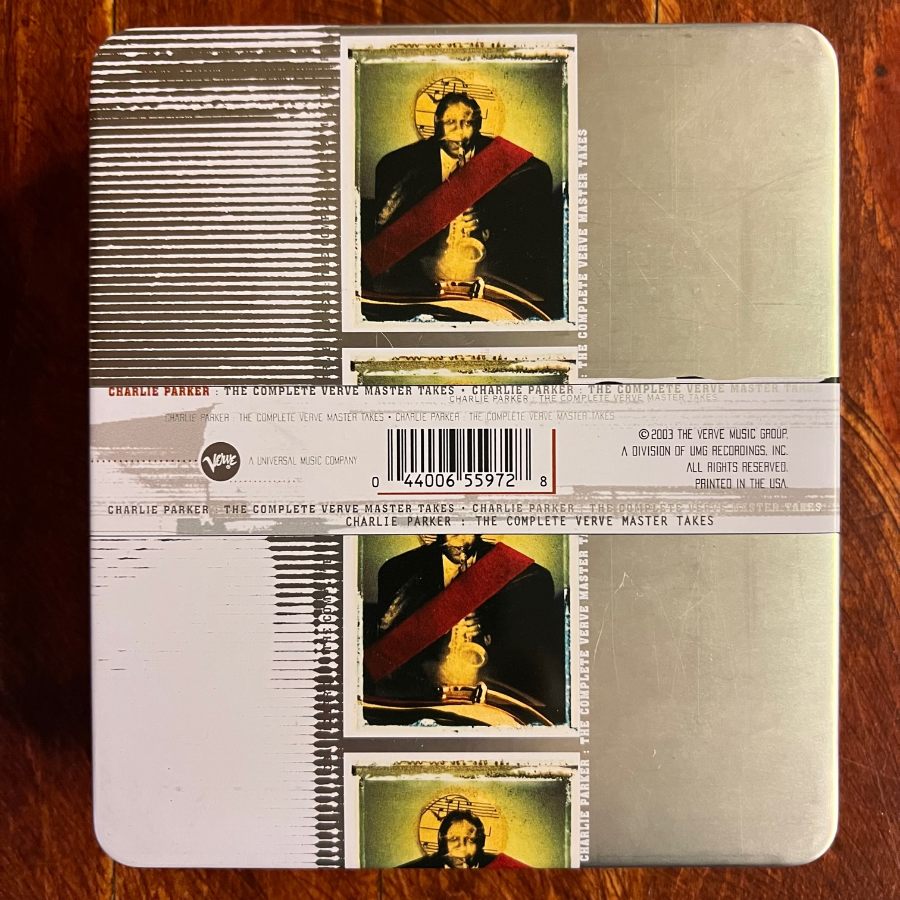 : THE COMPLETE VERVE MASTER TAKES
CHARLIE PARKER : THE COMPLETE VERVE MASTER TAKES • CHARLIE PARKER : THE COMPLETE VERVE MASTER
CHARLIE PARKER : THE COMPLETE VERVE MASTER TAKES
CHARLIE PARKER : THE COMPLETE VERVE MASTER TAKES • CHARLIE PARKER : THE COMPLETE VERVE MASTER TAKES
Verve
A UNIVERSAL MUSIC COMPANY
0 44006 55972 8
© 2003 THE VERVE MUSIC GROUP,
A DIVISION OF UMG RECORDINGS, INC.
ALL RIGHTS RESERVED.
PRINTED IN THE USA.
CHARLIE PARKER : THE COMPLETE VERVE MASTER TAKES • CHARLIE PARKER : THE COMPLETE VERVE MASTER TAKES
CHARLIE PARKER : THE COMPLETE VERVE MASTER TAKES
CHARLIE PARKER : THE COMPLETE VERVE MASTER